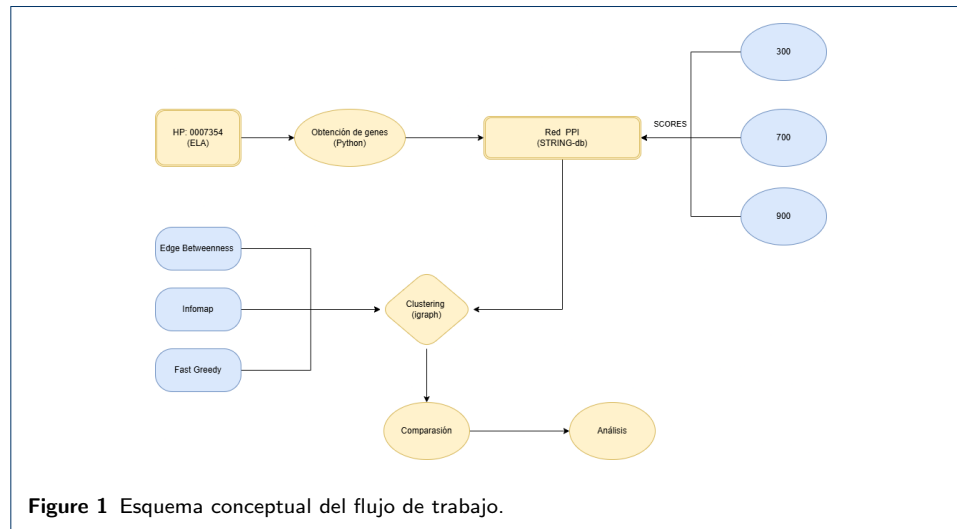 300
HP: 0007354
(ELA)
Obtención de genes
(Python)
Red PPI
(STRING-db)
SCORES
700
900
Edge Betweenness
Infomap
Clustering
(igraph)
Fast Greedy
Comparasión
Análisis
Figure 1 Esquema conceptual del flujo de trabajo.